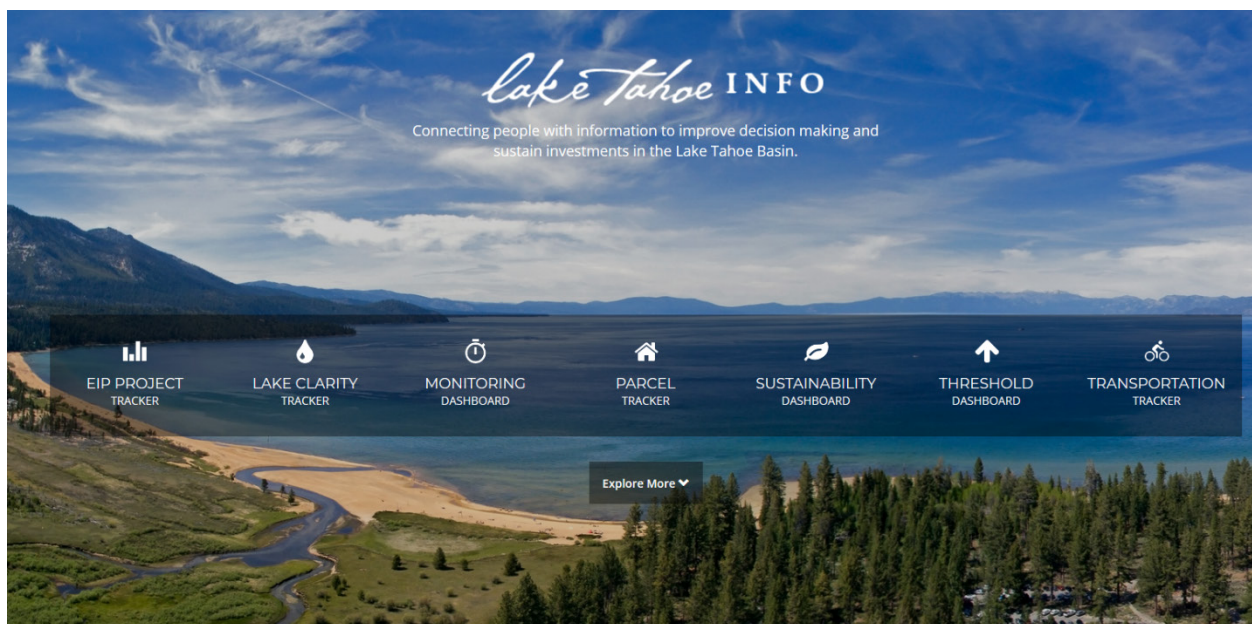 lake Tahoe INFO
Connecting people with information to improve decision making and
sustain investments in the Lake Tahoe Basin.
EIP PROJECT
TRACKER
LAKE CLARITY
TRACKER
MONITORING
DASHBOARD
PARCEL
TRACKER
SUSTAINABILITY
DASHBOARD
THRESHOLD
DASHBOARD
TRANSPORTATION
TRACKER
Explore More